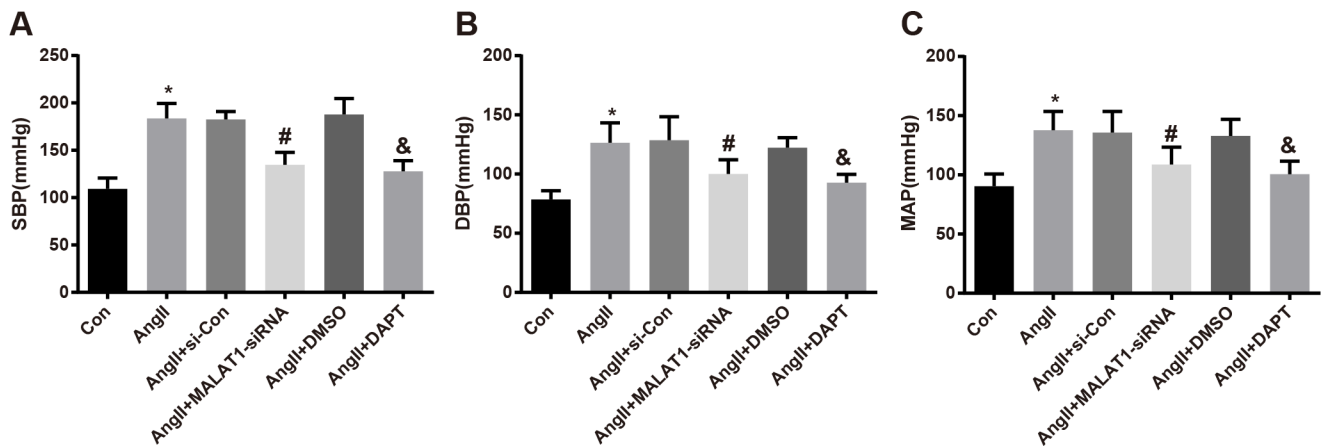 A
SBP(mmHg)
250
200
150
100
50
0
*
#
&
Con
AngII
AngII+si-Con
AngII+MALAT1-siRNA
AngII+DMSO
AngII+DAPT
B
DBP(mmHg)
200
150
100
50
0
*
#
&
Con
AngII
AngII+si-Con
AngII+MALAT1-siRNA
AngII+DMSO
AngII+DAPT
C
MAP(mmHg)
200
150
100
50
0
*
#
&
Con
AngII
AngII+si-Con
AngII+MALAT1-siRNA
AngII+DMSO
AngII+DAPT